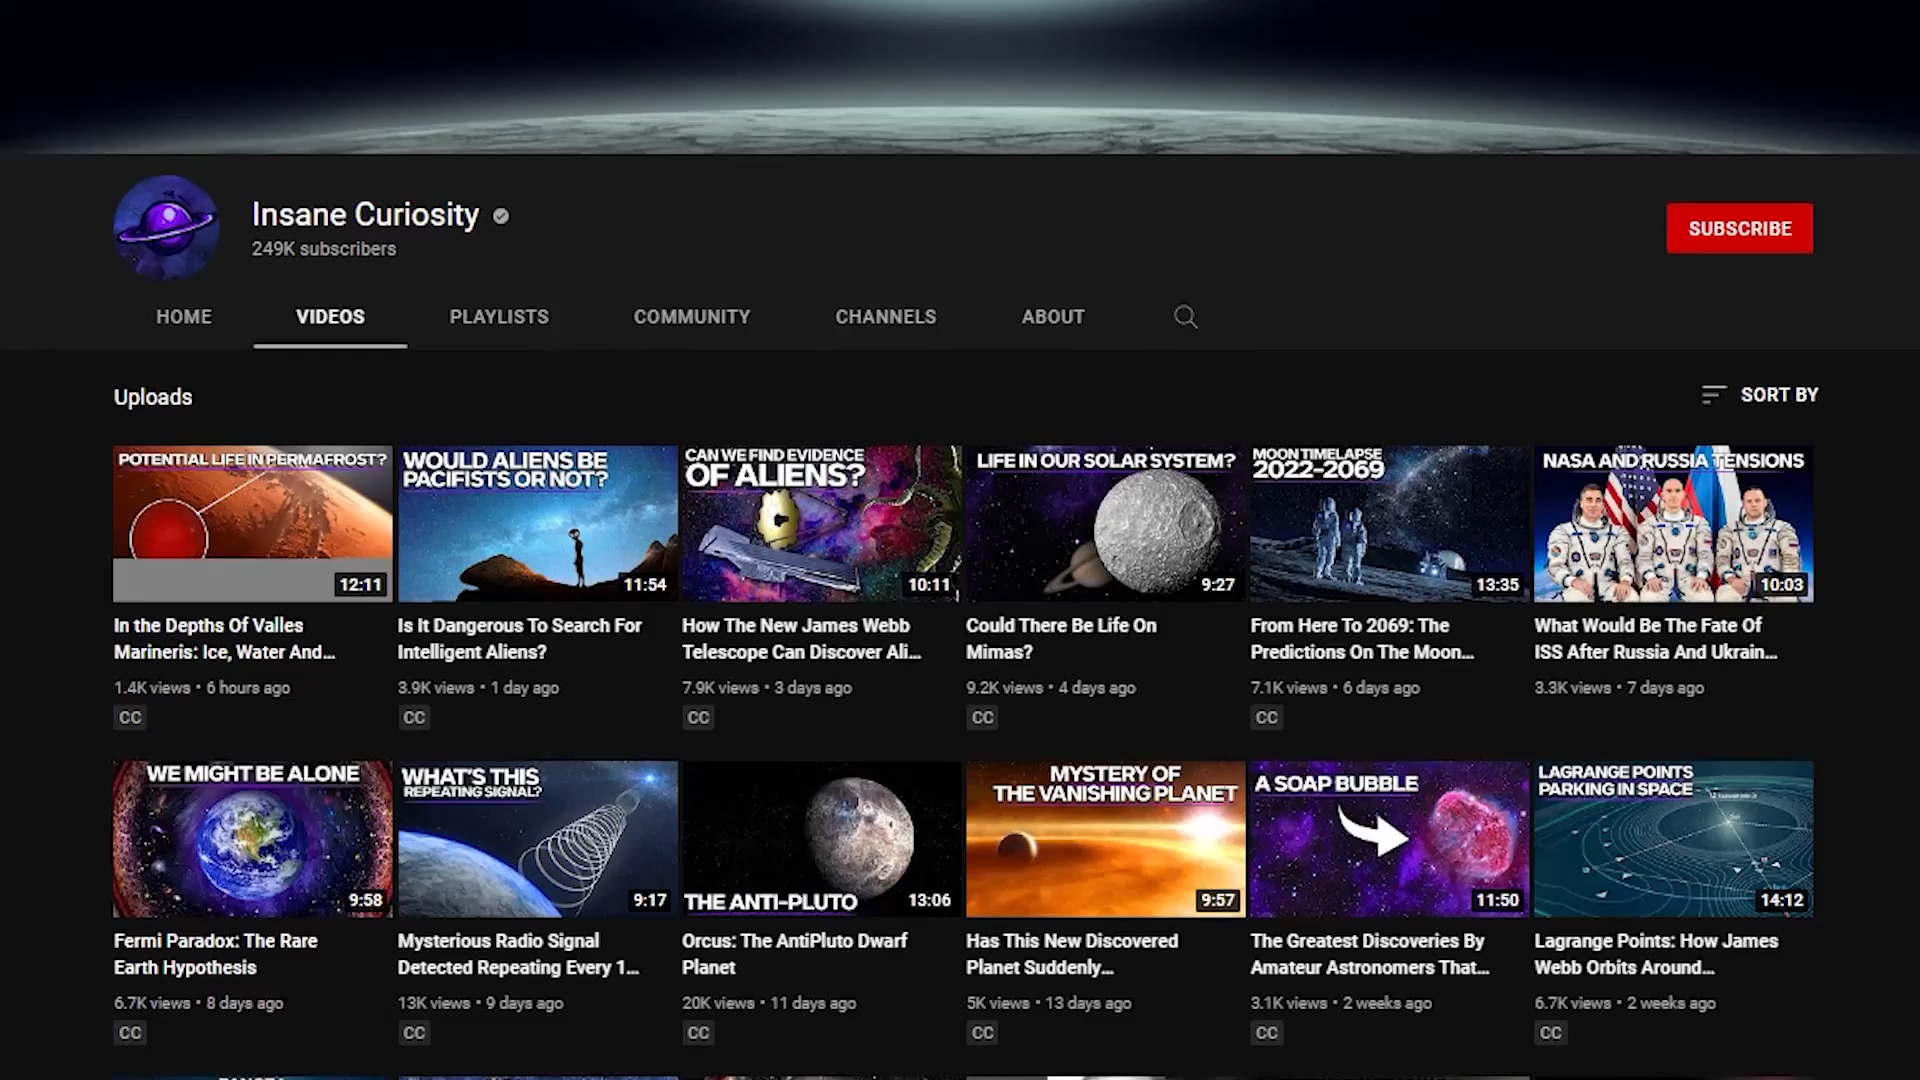 Insane Curiosity
249K subscribers
SUBSCRIBE
HOME
VIDEOS
PLAYLISTS
COMMUNITY
CHANNELS
ABOUT
Uploads
SORT BY
POTENTIAL LIFE IN PERMAFROST?
12:11
In the Depths Of Valles
Marineris: Ice, Water And...
1.4K views • 6 hours ago
CC
WOULD ALIENS BE
PACIFISTS OR NOT?
11:54
Is It Dangerous To Search For
Intelligent Aliens?
3.9K views • 1 day ago
CC
CAN WE FIND EVIDENCE
OF ALIENS?
10:11
How The New James Webb
Telescope Can Discover Ali...
7.9K views • 3 days ago
CC
LIFE IN OUR SOLAR SYSTEM?
9:27
Could There Be Life On
Mimas?
9.2K views • 4 days ago
CC
MOON TIMELAPSE
2022-2069
13:35
From Here To 2069: The
Predictions On The Moon...
7.1K views • 6 days ago
CC
NASA AND RUSSIA TENSIONS
10:03
What Would Be The Fate Of
ISS After Russia And Ukrain...
3.3K views • 7 days ago
WE MIGHT BE ALONE
9:58
Fermi Paradox: The Rare
Earth Hypothesis
6.7K views • 8 days ago
CC
WHAT'S THIS
REPEATING SIGNAL?
9:17
Mysterious Radio Signal
Detected Repeating Every 1...
13K views • 9 days ago
CC
THE ANTI-PLUTO
13:06
Orcus: The AntiPluto Dwarf
Planet
20K views • 11 days ago
CC
MYSTERY OF
THE VANISHING PLANET
9:57
Has This New Discovered
Planet Suddenly...
5K views • 13 days ago
CC
A SOAP BUBBLE
11:50
The Greatest Discoveries By
Amateur Astronomers That...
3.1K views • 2 weeks ago
CC
LAGRANGE POINTS
PARKING IN SPACE
14:12
Lagrange Points: How James
Webb Orbits Around...
6.7K views • 2 weeks ago
CC